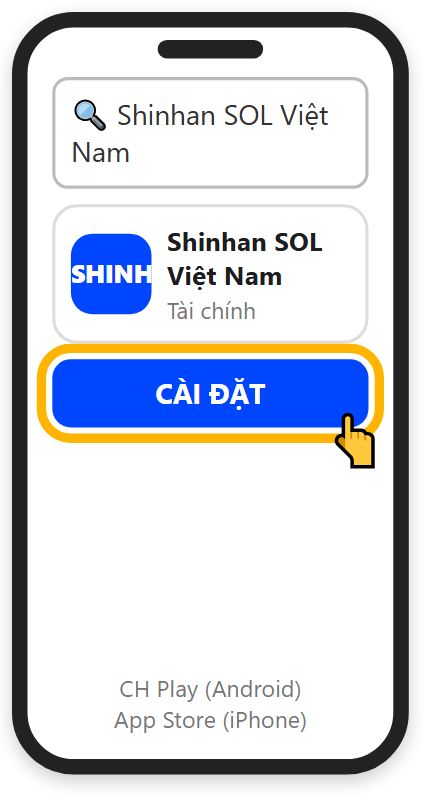 Shinhan SOL Việt
Nam
SHINH
Shinhan SOL
Việt Nam
Tài chính
CÀI ĐẶT
CH Play (Android)
App Store (iPhone)